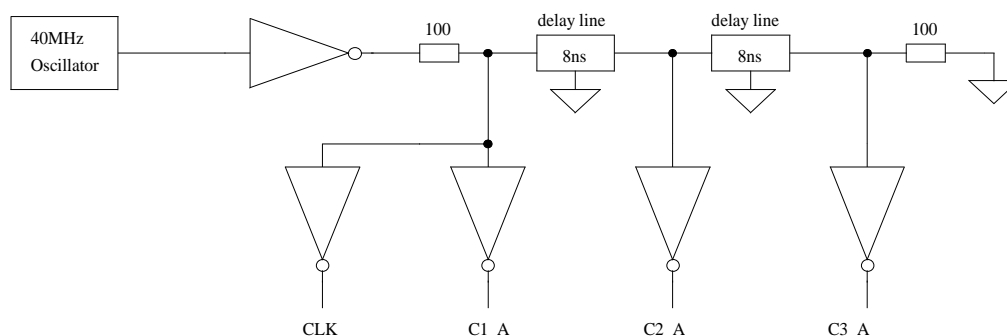 delay line
delay line
100
100
40MHz
Oscillator
8ns
8ns
CLK
C1_A
C2_A
C3_A